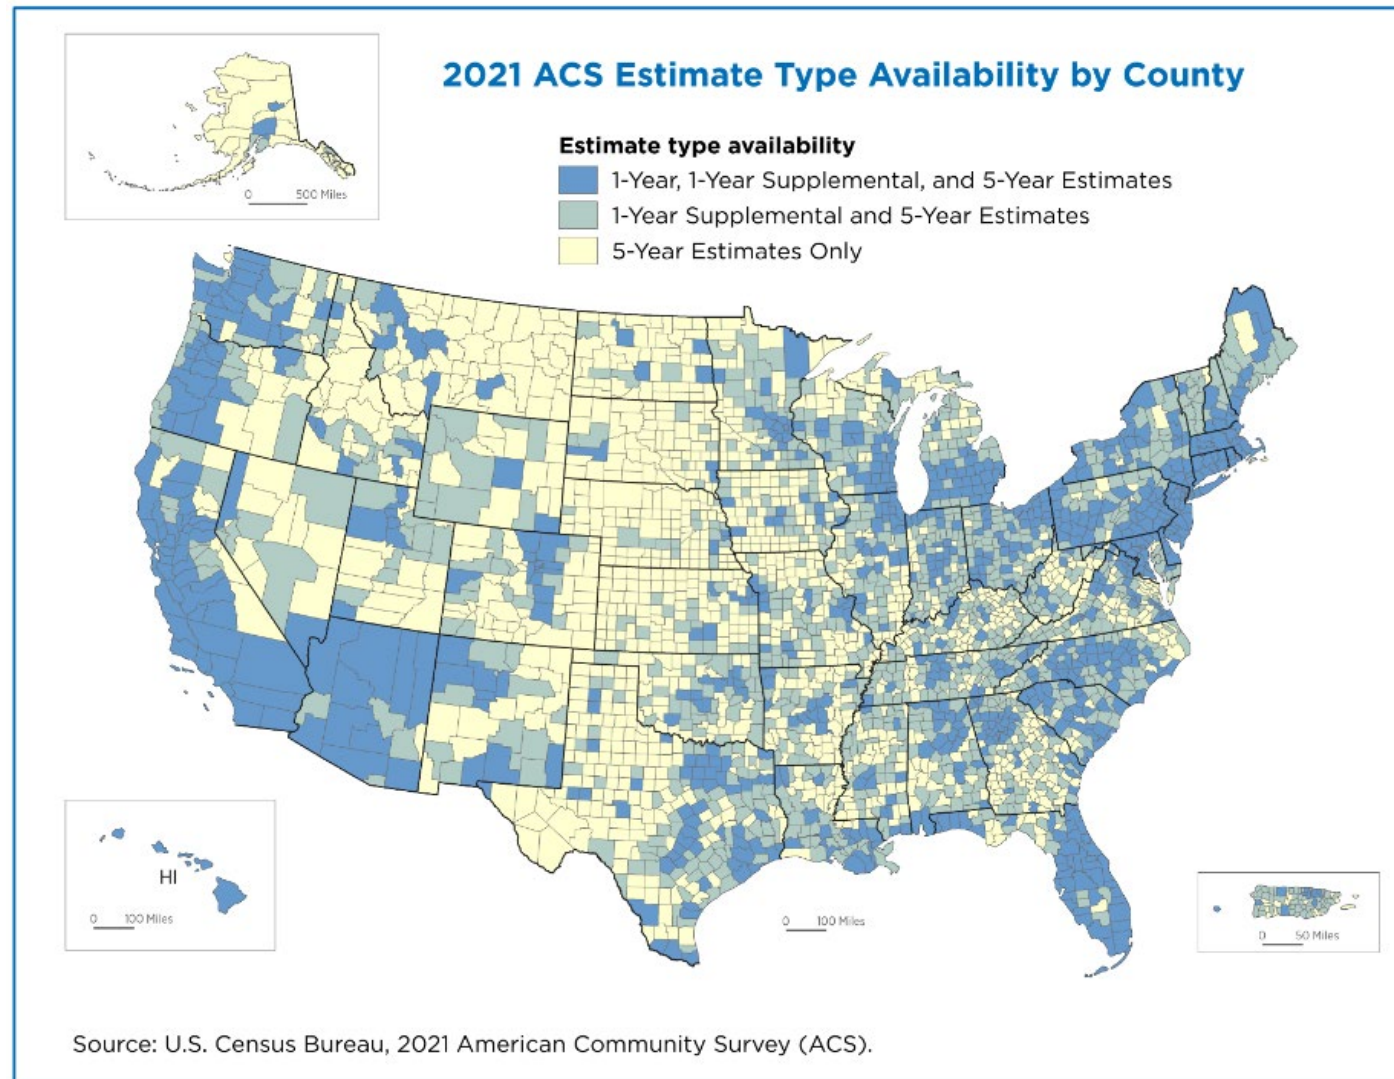 2021 ACS Estimate Type Availability by County
Estimate type availability
1-Year, 1-Year Supplemental, and 5-Year Estimates
1-Year Supplemental and 5-Year Estimates
5-Year Estimates Only
0 500 Miles
HI
0 100 Miles
0 100 Miles
0 50 Miles
Source: U.S. Census Bureau, 2021 American Community Survey (ACS).